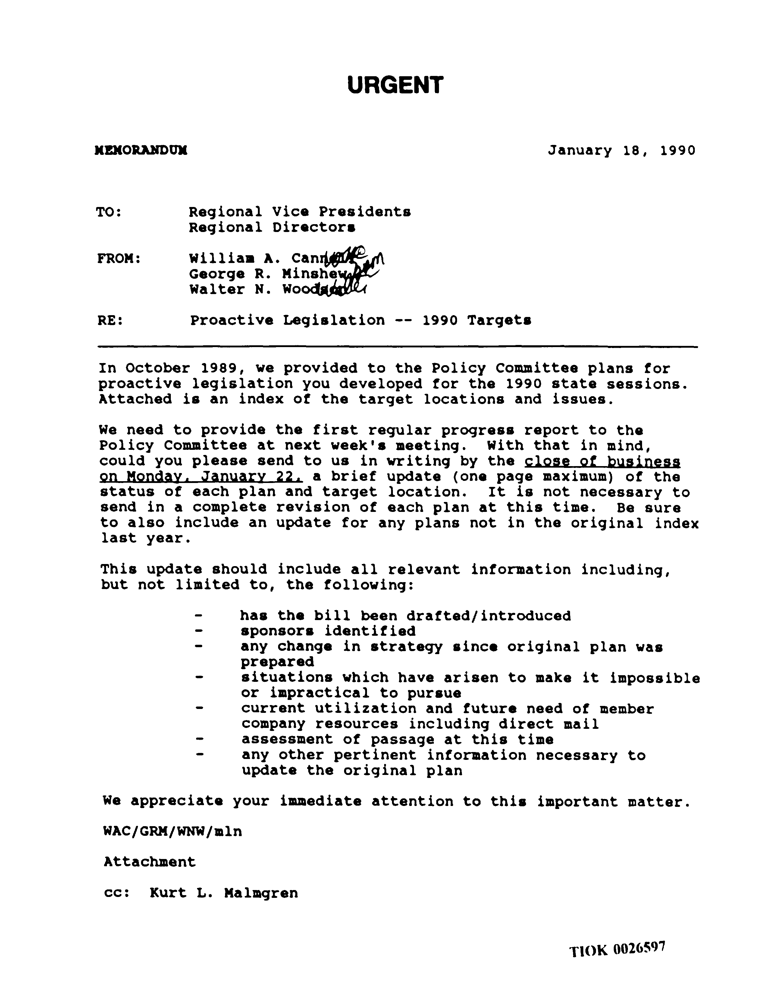 URGENT
MEMORANDUM January 18, 1990
TO: Regional Vice Presidents
Regional Directors
FROM: William A.
George R. Minshew
Walter N.
RE: Proactive Legislation -- 1990 Targets
In October 1989, we provided to the Policy Committee plans for
proactive legislation you developed for the 1990 state sessions.
Attached is an index of the target locations and issues.
We need to provide the first regular progress report to the
Policy Committee at next week's meeting. With that in mind,
could you please send to us in writing by the close of business
on Monday, January 22, a brief update (one page maximum) of the
status of each plan and target location. It is not necessary to
send in a complete revision of each plan at this time. Be sure
to also include an update for any plans not in the original index
last year.
This update should include all relevant information including,
but not limited to, the following:
- has the bill been drafted/introduced
- sponsors identified
- any change in strategy since original plan was
prepared
- situations which have arisen to make it impossible
or impractical to pursue
- current utilization and future need of member
company resources including direct mail
- assessment of passage at this time
- any other pertinent information necessary to
update the original plan
We appreciate your immediate attention to this important matter.
WAC/GRM/WNW/mln
Attachment
cc: Kurt L. Malmgren
TIOK 0026597